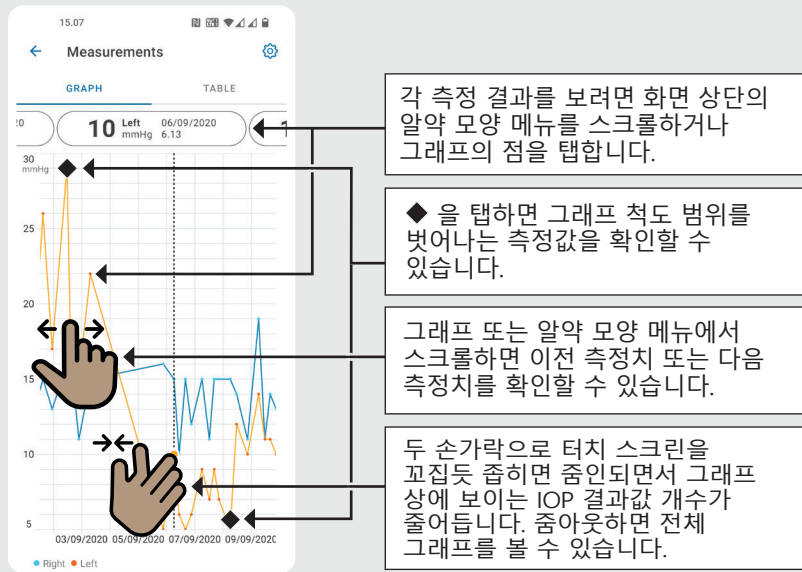 15.07
Measurements
GRAPH TABLE
10 Left 06/09/2020
mmHg 6.13
30
mmHg
25
20
15
10
5
03/09/2020 05/09/2020 07/09/2020 09/09/2020
Right Left
각 측정 결과를 보려면 화면 상단의
알약 모양 메뉴를 스크롤하거나
그래프의 점을 탭합니다.
◆ 을 탭하면 그래프 척도 범위를
벗어나는 측정값을 확인할 수
있습니다.
그래프 또는 알약 모양 메뉴에서
스크롤하면 이전 측정치 또는 다음
측정치를 확인할 수 있습니다.
두 손가락으로 터치 스크린을
꼬집듯 좁히면 줌인되면서 그래프
상에 보이는 IOP 결과값 개수가
줄어듭니다. 줌아웃하면 전체
그래프를 볼 수 있습니다.